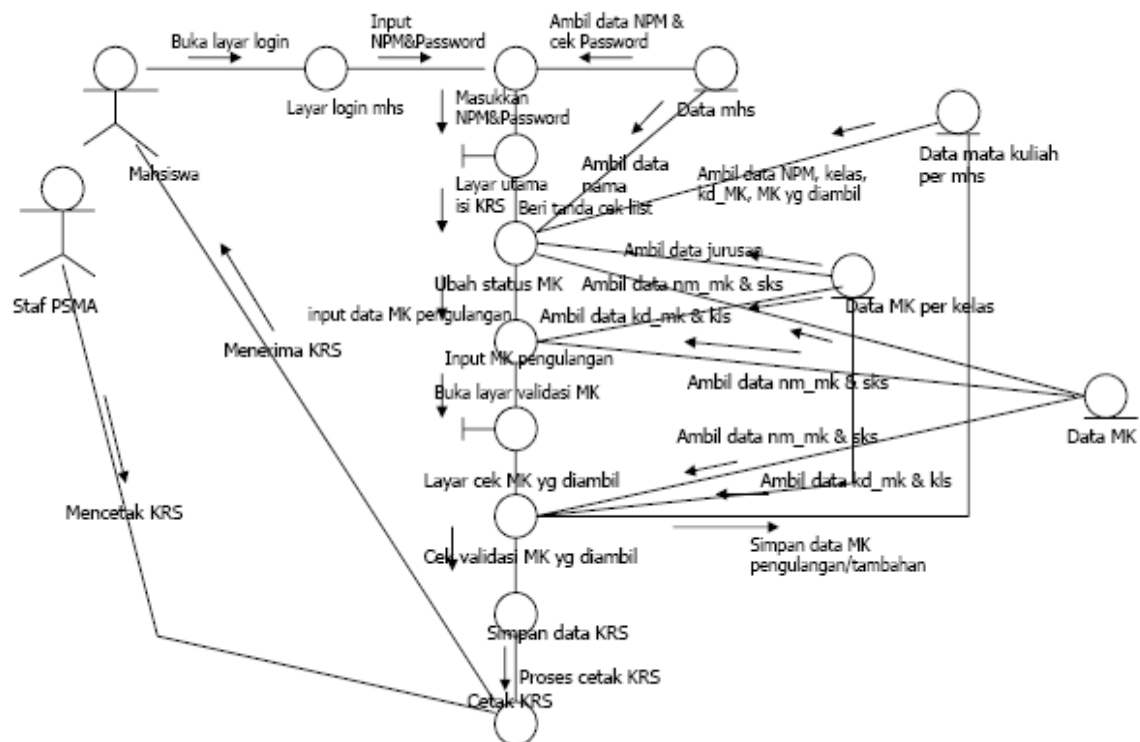 Input
NPM&Password
Ambil data NPM &
cek Password
Buka layar login
Layar login mhs
Masukkan
NPM&Password
Data mhs
Mahsiswa
Ambil data
nama
Ambil data NPM, kelas,
kd_MK, MK yg diambil
Data mata kuliah
per mhs
Layar utama
isi KRS
Beri tanda cek list
Staf PSMA
Ambil data jurusan
Ubah status MK
Ambil data nm_mk & sks
Data MK per kelas
input data MK pengulangan
Ambil data kd_mk & kls
Menerima KRS
Input MK pengulangan
Ambil data nm_mk & sks
Buka layar validasi MK
Data MK
Ambil data nm_mk & sks
Layar cek MK yg diambil
Ambil data kd_mk & kls
Mencetak KRS
Cek validasi MK yg diambil
Simpan data MK
pengulangan/tambahan
Simpan data KRS
Proses cetak KRS
Cetak KRS